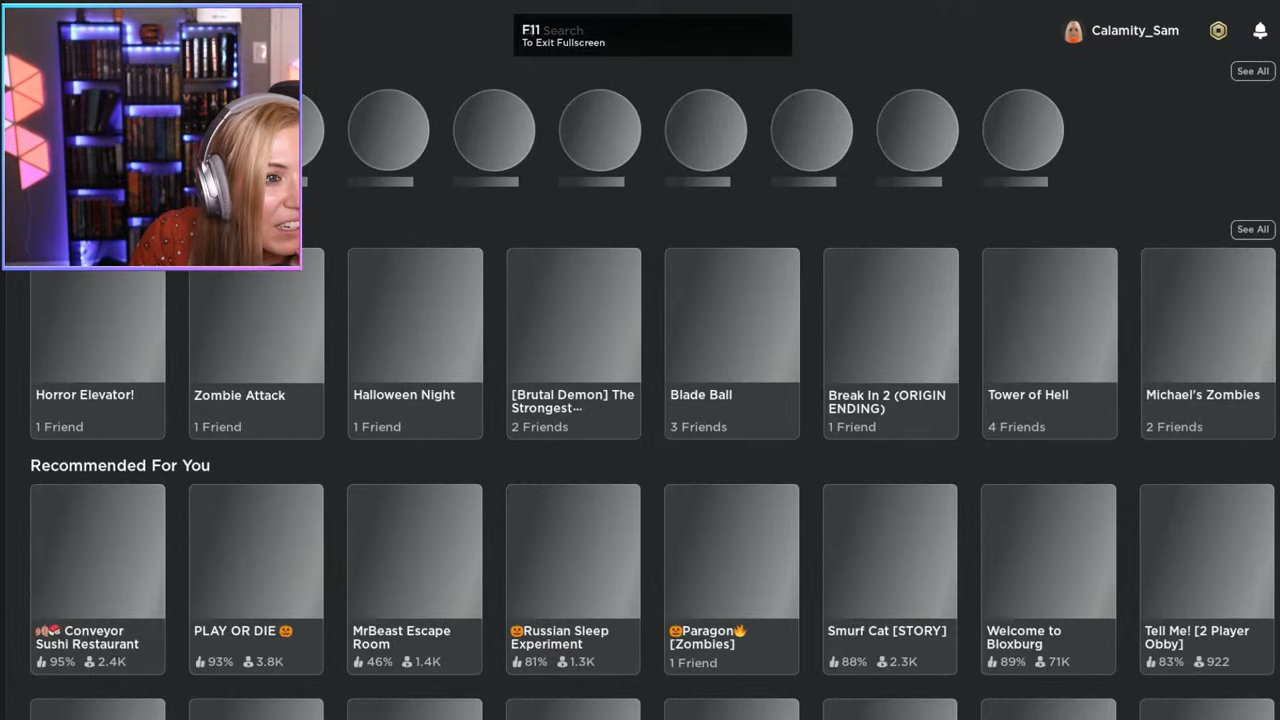 F11 Search
To Exit Fullscreen
Calamity_Sam
See All
See All
Horror Elevator!
1 Friend
Zombie Attack
1 Friend
Halloween Night
1 Friend
[Brutal Demon] The
Strongest...
2 Friends
Blade Ball
3 Friends
Break In 2 (ORIGIN
ENDING)
1 Friend
Tower of Hell
4 Friends
Michael's Zombies
2 Friends
Recommended For You
🍂🍣 Conveyor
Sushi Restaurant
95% 2.4K
PLAY OR DIE 🎃
93% 3.8K
MrBeast Escape
Room
46% 1.4K
🎃Russian Sleep
Experiment
81% 1.3K
🎃Paragon🔥
[Zombies]
1 Friend
Smurf Cat [STORY]
88% 2.3K
Welcome to
Bloxburg
89% 71K
Tell Me! [2 Player
Obby]
83% 922